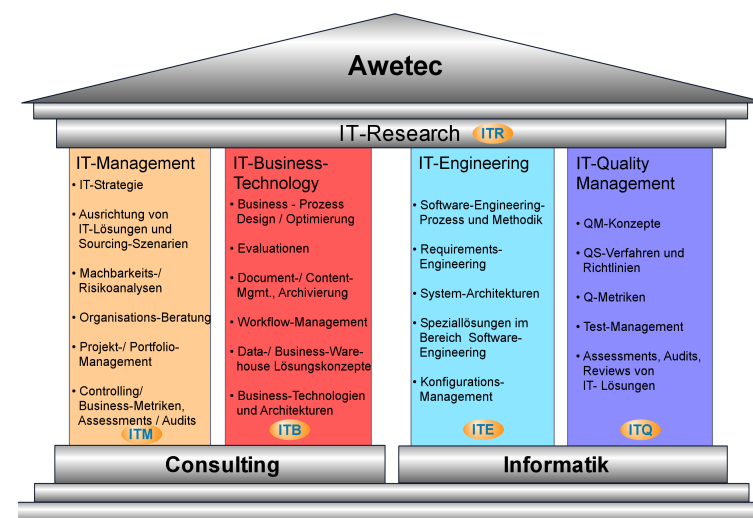 Awetec
IT-Research ITR
IT-Management
• IT-Strategie
• Ausrichtung von
IT-Lösungen und
Sourcing-Szenarien
• Machbarkeits-/
Risikoanalysen
• Organisations-Beratung
• Projekt-/ Portfolio-
Management
• Controlling/
Business-Metriken,
Assessments / Audits
ITM
IT-Business-
Technology
• Business - Prozess
Design / Optimierung
• Evaluationen
• Document-/ Content-
Mgmt., Archivierung
• Workflow-Management
• Data-/ Business-Ware-
house Lösungskonzepte
• Business-Technologien
und Architekturen
ITB
IT-Engineering
• Software-Engineering-
Prozess und Methodik
• Requirements-
Engineering
• System-Architekturen
• Speziallösungen im
Bereich Software-
Engineering
• Konfigurations-
Management
ITE
IT-Quality
Management
• QM-Konzepte
• QS-Verfahren und
Richtlinien
• Q-Metriken
• Test-Management
• Assessments, Audits,
Reviews von
IT- Lösungen
ITQ
Consulting
Informatik